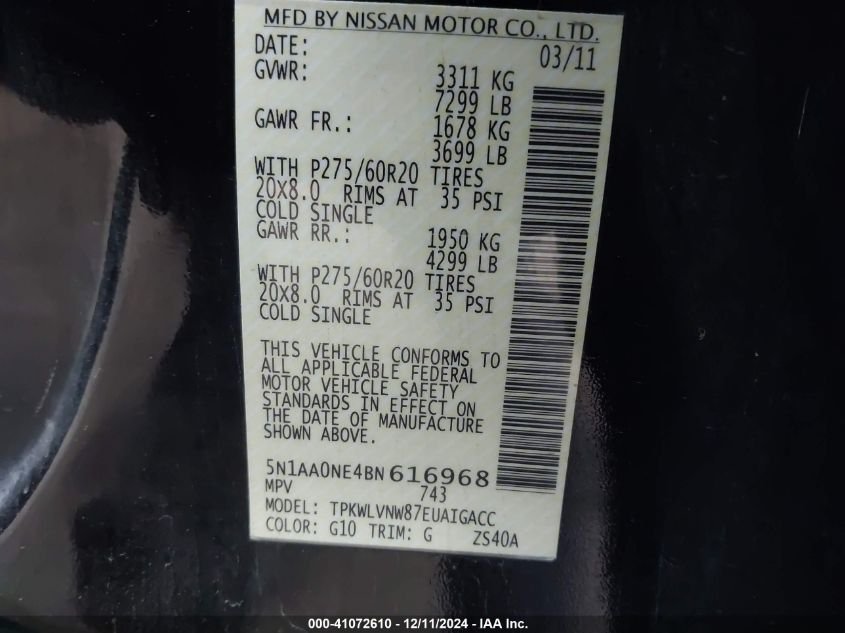 MFD BY NISSAN MOTOR CO., LTD.
DATE: 03/11
GVWR: 3311 KG
7299 LB
GAWR FR.: 1678 KG
3699 LB
WITH P275/60R20 TIRES
20X8.0 RIMS AT 35 PSI
COLD SINGLE
GAWR RR.: 1950 KG
4299 LB
WITH P275/60R20 TIRES
20X8.0 RIMS AT 35 PSI
COLD SINGLE
THIS VEHICLE CONFORMS TO
ALL APPLICABLE FEDERAL
MOTOR VEHICLE SAFETY
STANDARDS IN EFFECT ON
THE DATE OF MANUFACTURE
SHOWN ABOVE.
5N1AA0NE4BN616968
MPV 743
MODEL: TPKWLVNW87EUAIGACC
COLOR: G10 TRIM: G ZS40A
000-41072610 - 12/11/2024 - IAA Inc.